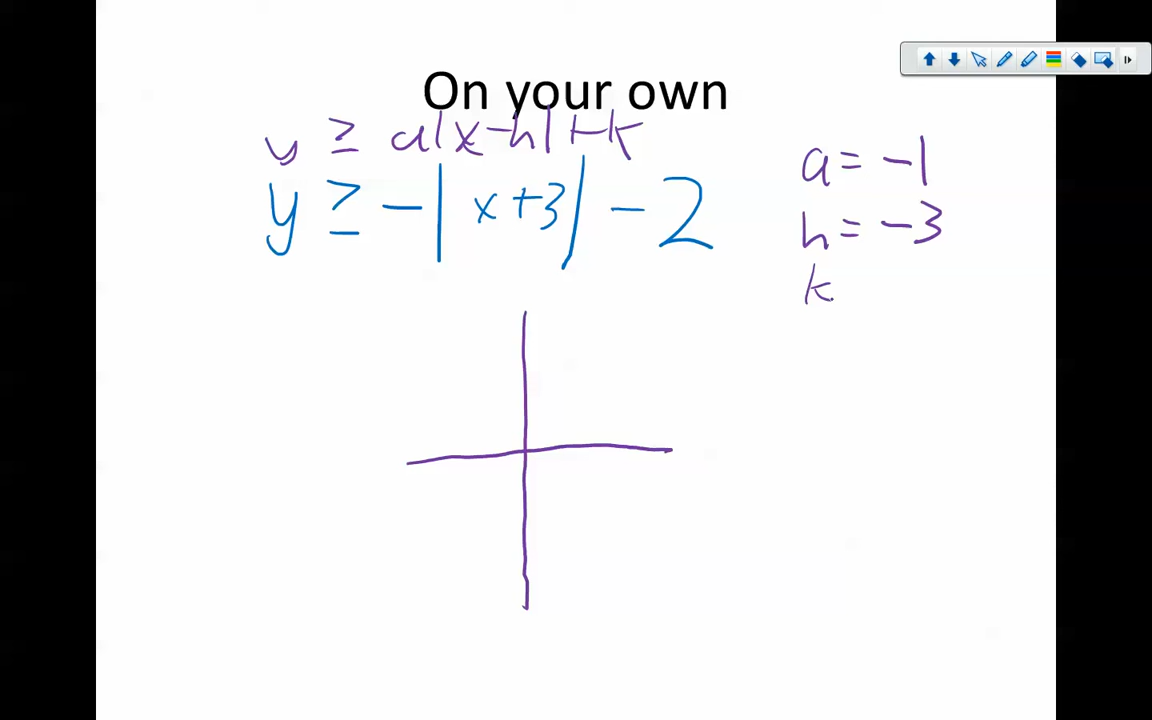 On your own
y ≥ a|x-h|+k
y ≥ -|x+3| - 2
a = -1
h = -3
k